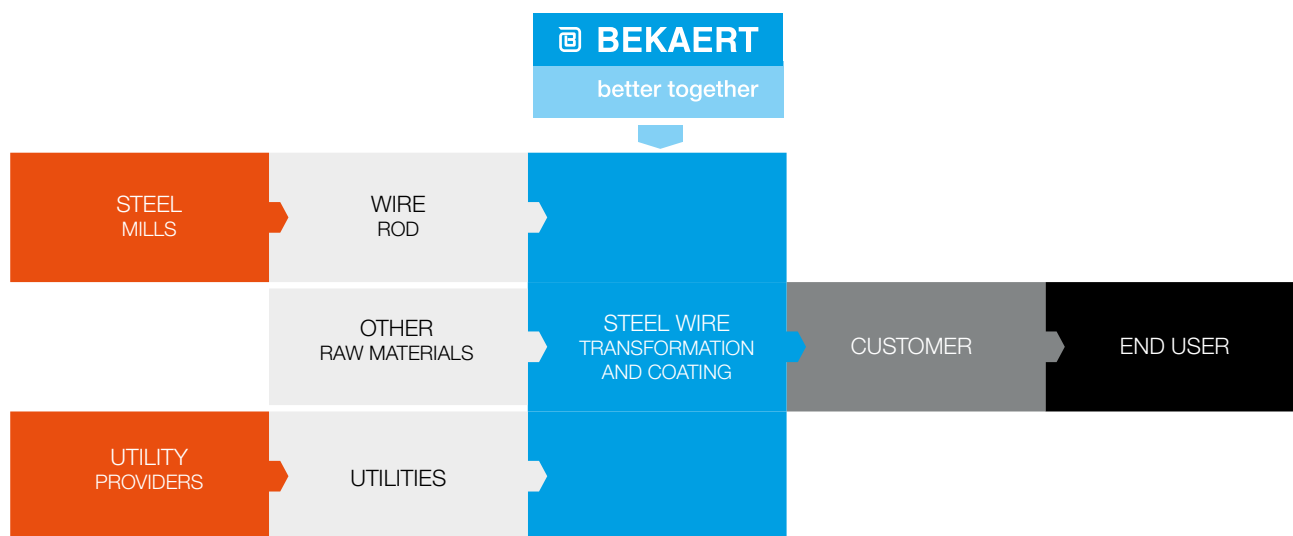 BEKAERT
better together
STEEL
MILLS
WIRE
ROD
OTHER
RAW MATERIALS
STEEL WIRE
TRANSFORMATION
AND COATING
CUSTOMER
END USER
UTILITY
PROVIDERS
UTILITIES